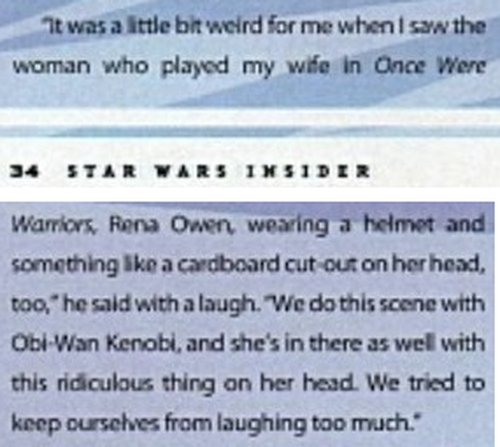 "It was a little bit weird for me when I saw the
woman who played my wife in Once Were
34 STAR WARS INSIDER
Warriors, Rena Owen, wearing a helmet and
something like a cardboard cut-out on her head,
too," he said with a laugh. "We do this scene with
Obi-Wan Kenobi, and she's in there as well with
this ridiculous thing on her head. We tried to
keep ourselves from laughing too much."